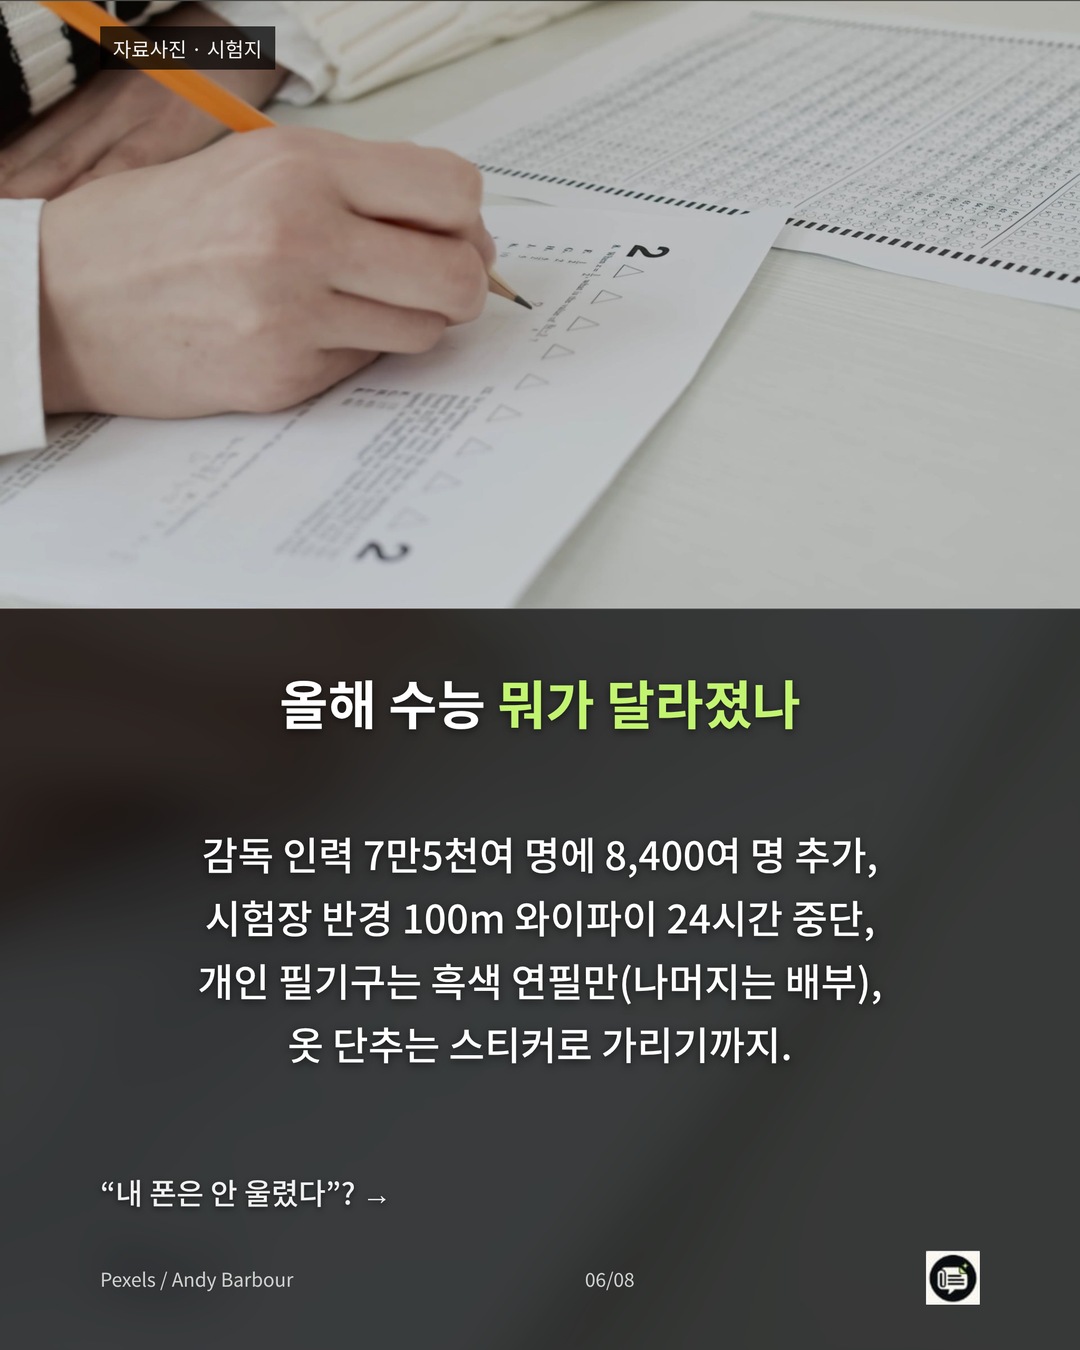 자료사진 · 시험지
2
2
올해 수능 뭐가 달라졌나
감독 인력 7만5천여 명에 8,400여 명 추가,
시험장 반경 100m 와이파이 24시간 중단,
개인 필기구는 흑색 연필만(나머지는 배부),
옷 단추는 스티커로 가리기까지.
“내 폰은 안 울렸다”? →
Pexels / Andy Barbour
06/08